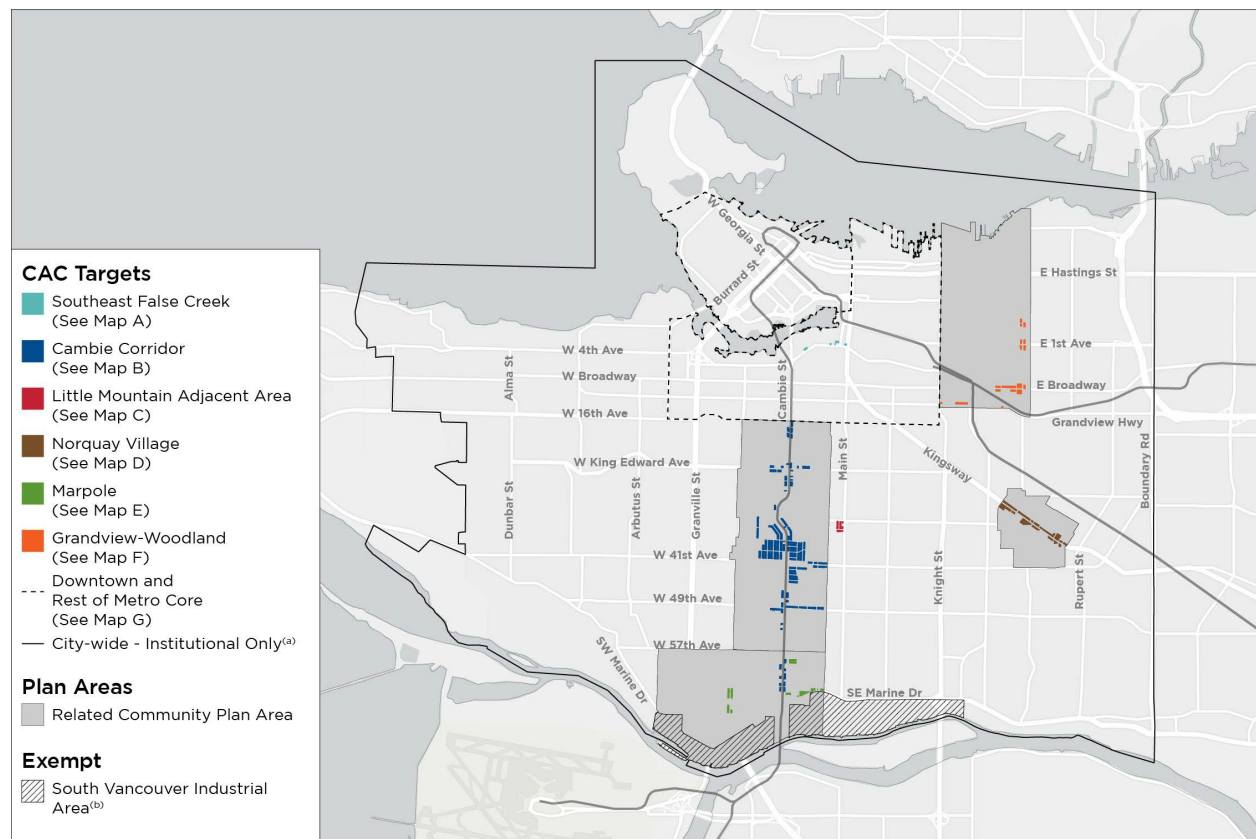 CAC Targets
Southeast False Creek
(See Map A)
Cambie Corridor
(See Map B)
Little Mountain Adjacent Area
(See Map C)
Norquay Village
(See Map D)
Marpole
(See Map E)
Grandview-Woodland
(See Map F)
Downtown and
Rest of Metro Core
(See Map G)
City-wide - Institutional Only(a)
Plan Areas
Related Community Plan Area
Exempt
South Vancouver Industrial
Area(b)
W Georgia St
Burrard St
E Hastings St
W 4th Ave
E 1st Ave
Alma St
W Broadway
Cambie St
E Broadway
W 16th Ave
Grandview Hwy
W King Edward Ave
Main St
Kingsway
Boundary Rd
Dunbar St
Arbutus St
Granville St
W 41st Ave
Knight St
Rupert St
W 49th Ave
W 57th Ave
SW Marine Dr
SE Marine Dr